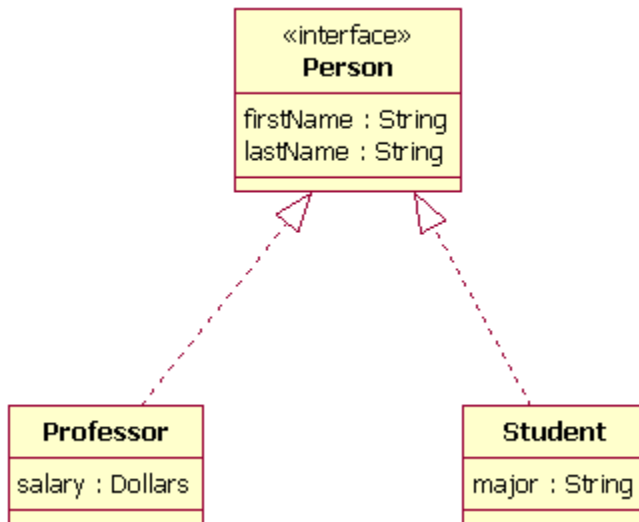 «interface»
Person
firstName : String
lastName : String
Professor
salary : Dollars
Student
major : String